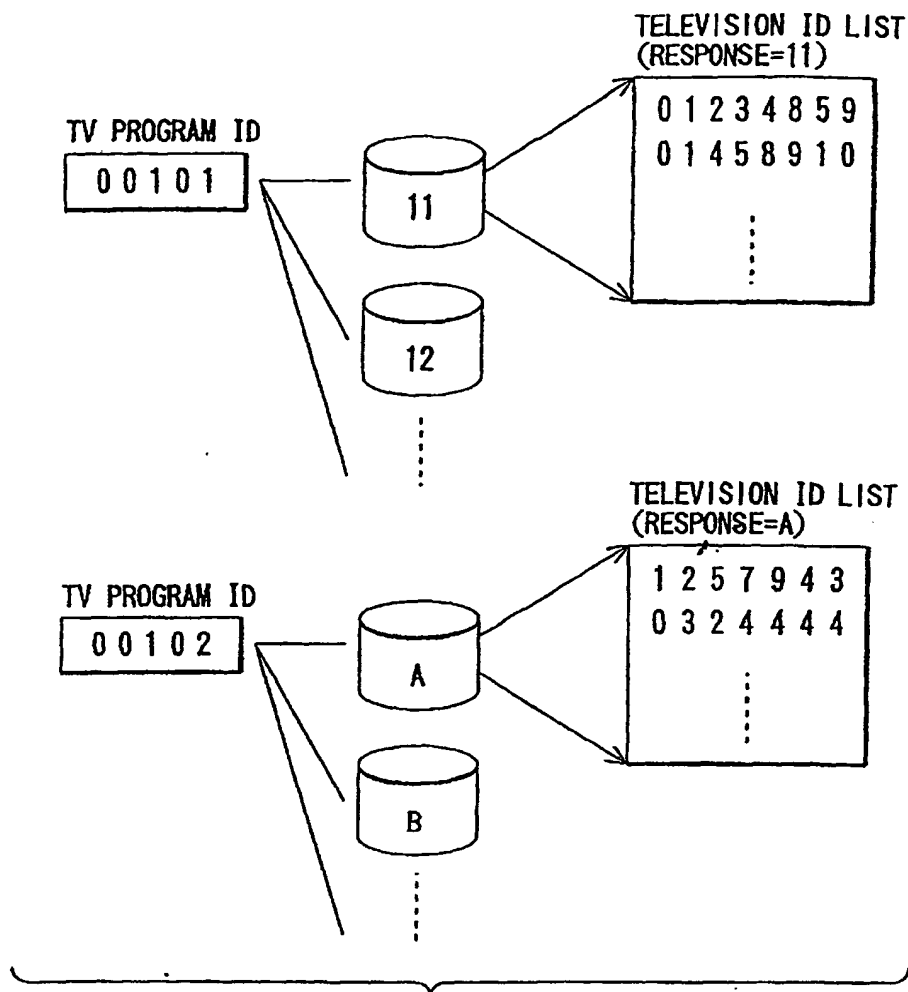 TELEVISION ID LIST
(RESPONSE=11)
0 1 2 3 4 8 5 9
0 1 4 5 8 9 1 0
TV PROGRAM ID
0 0 1 0 1
11
12
TELEVISION ID LIST
(RESPONSE=A)
1 2 5 7 9 4 3
0 3 2 4 4 4 4
TV PROGRAM ID
0 0 1 0 2
A
B